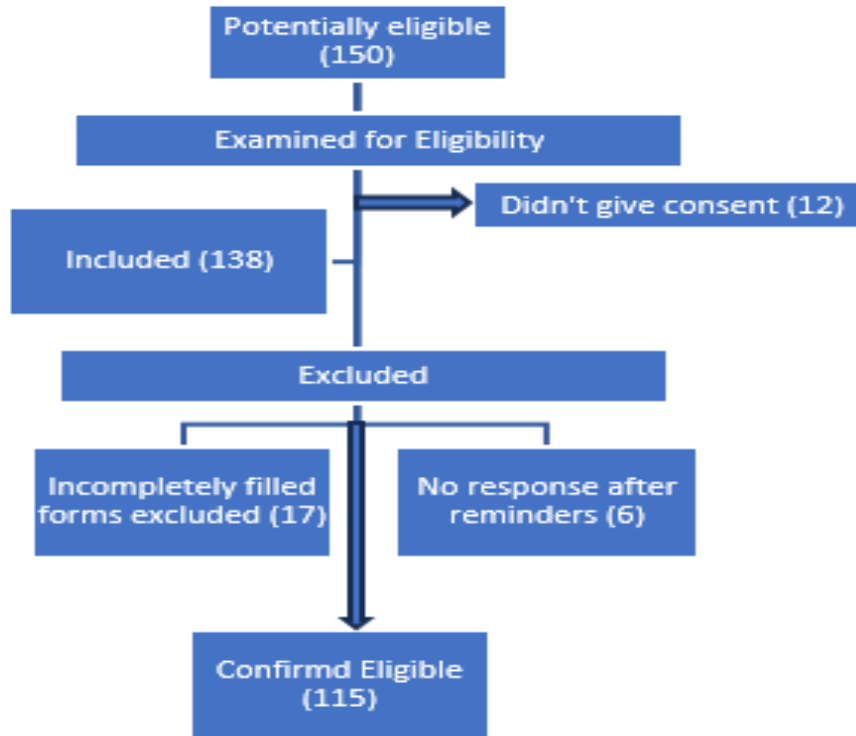 Potentially eligible
(150)
Examined for Eligibility
Didn't give consent (12)
Included (138)
Excluded
Incompletely filled
forms excluded (17)
No response after
reminders (6)
Confirmd Eligible
(115)